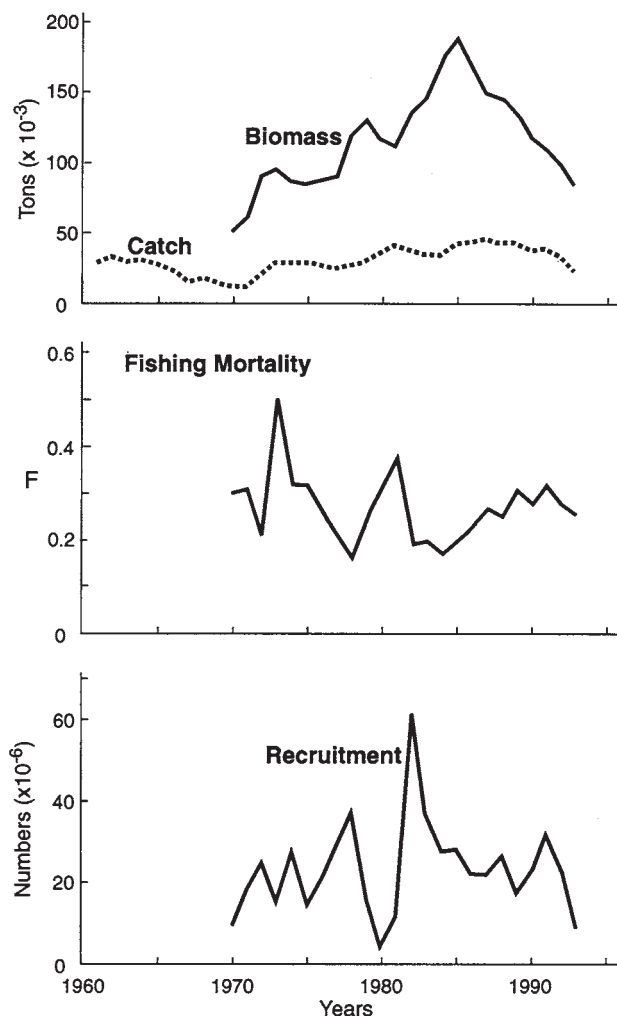 200
150
Biomass
Tons (x 10-3)
100
Catch
50
0
0.6
Fishing Mortality
0.4
F
0.2
0
60
Recruitment
Numbers (x10-6)
40
20
0
1960 1970 1980 1990
Years